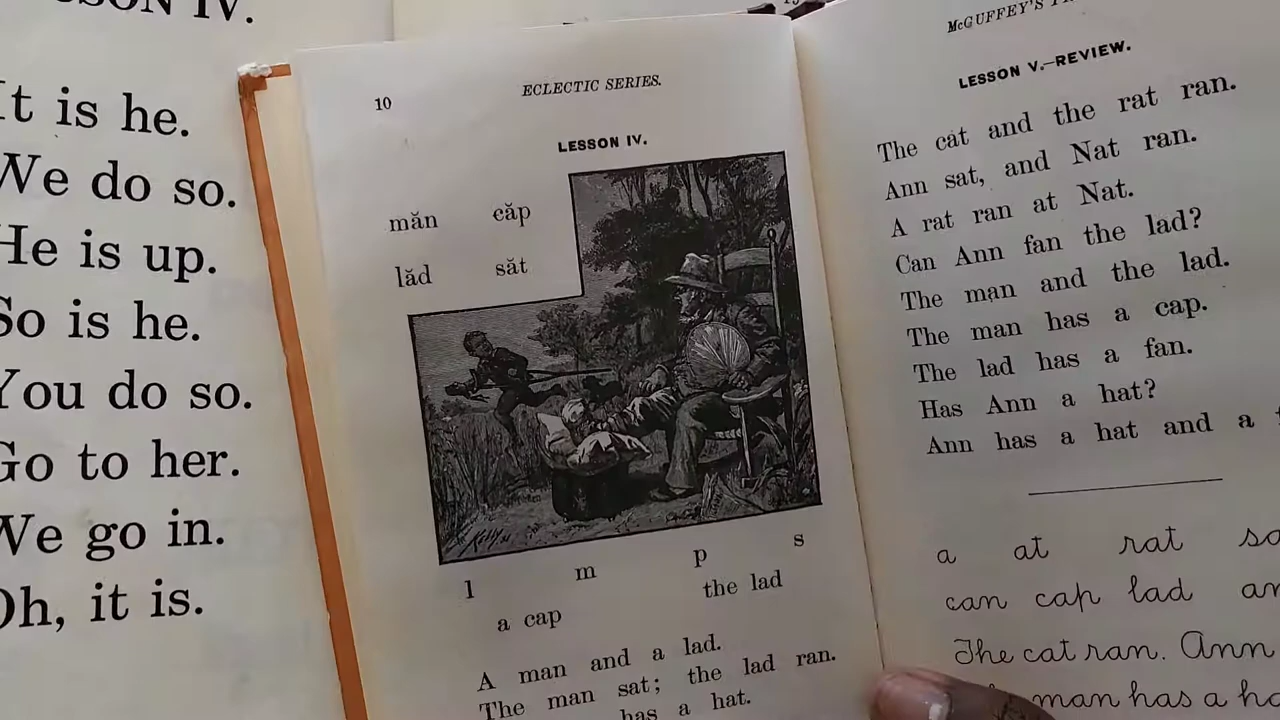 SSON IV.
It is he.
We do so.
He is up.
So is he.
You do so.
Go to her.
We go in.
Oh, it is.
10
ECLECTIC SERIES.
LESSON IV.
măn căp
lăd săt
l m p s
a cap the lad
A man and a lad.
The man sat; the lad ran.
has a hat.
McGUFFEY'S
LESSON V.—REVIEW.
The cat and the rat ran.
Ann sat, and Nat ran.
A rat ran at Nat.
Can Ann fan the lad?
The man and the lad.
The man has a cap.
The lad has a fan.
Has Ann a hat?
Ann has a hat and a
a at rat
can cap lad
The cat ran. Ann
man has a